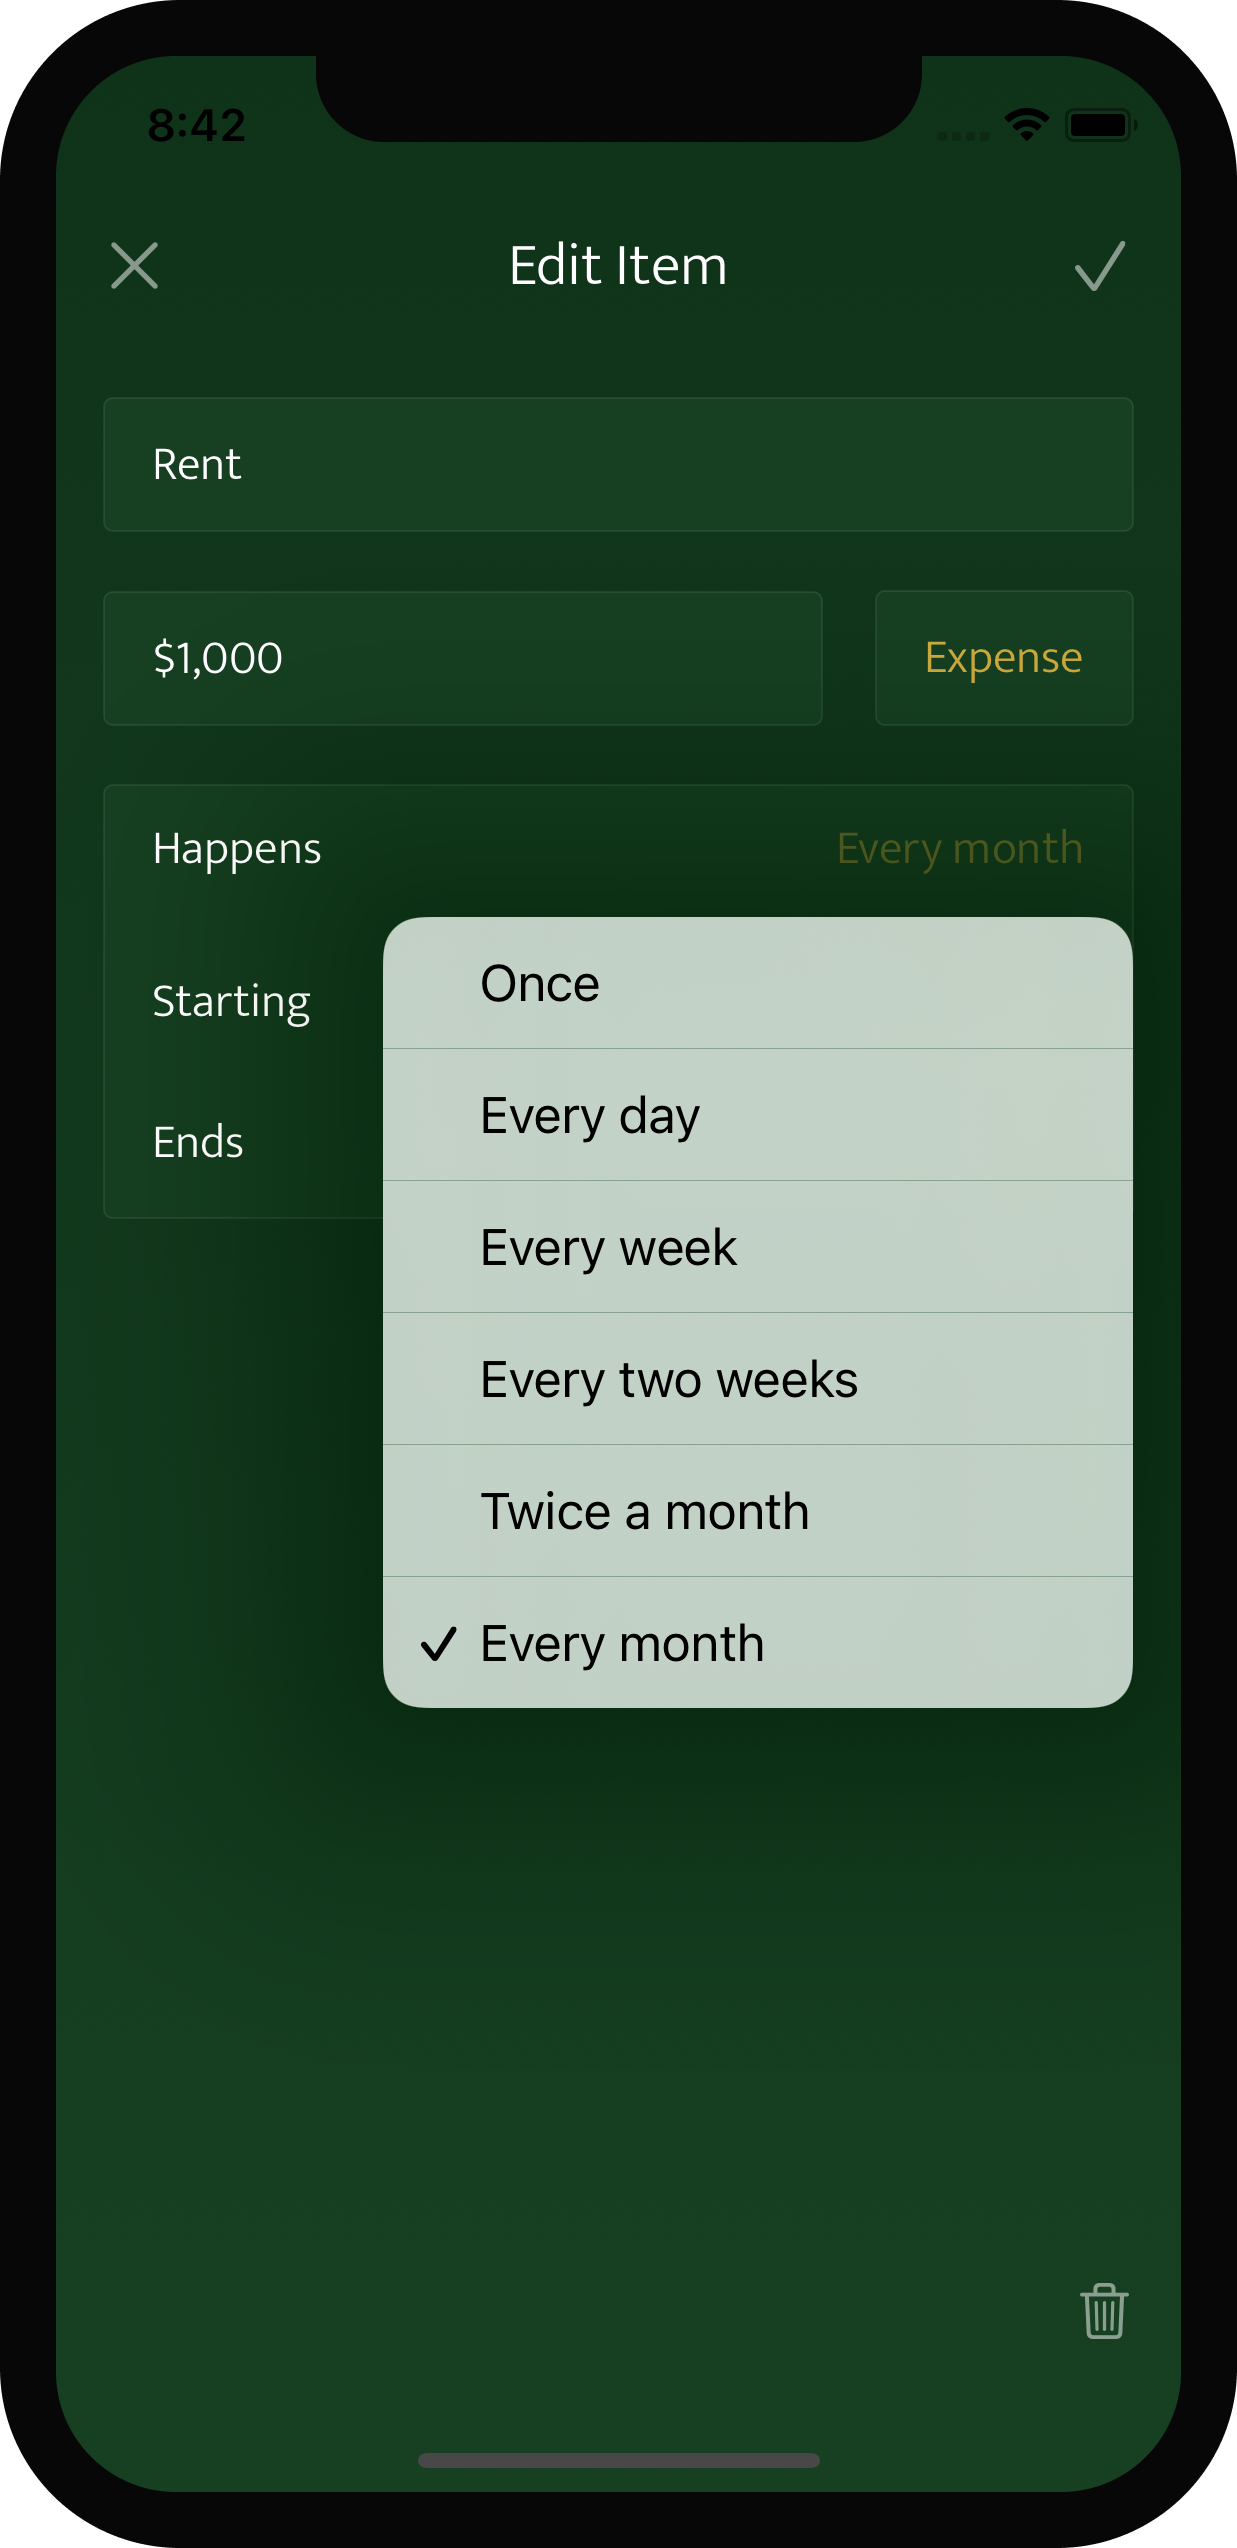 8:42
Edit Item
Rent
$1,000 Expense
Happens Every month
Starting
Ends
Once
Every day
Every week
Every two weeks
Twice a month
Every month